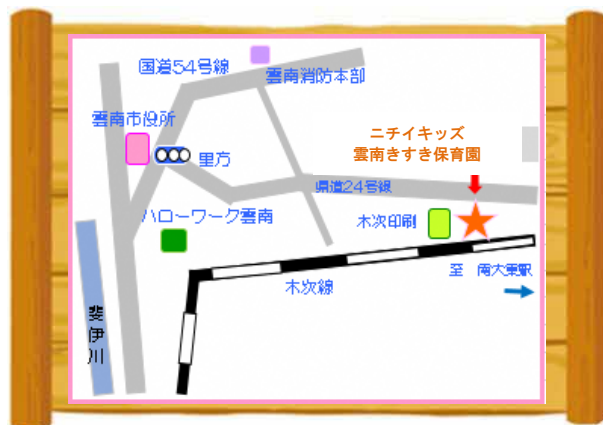 国道54号線
雲南消防本部
雲南市役所
里方
ニチイキッズ
雲南きすき保育園
県道24号線
ハローワーク雲南
木次印刷
至 南大東駅
木次線
斐伊川